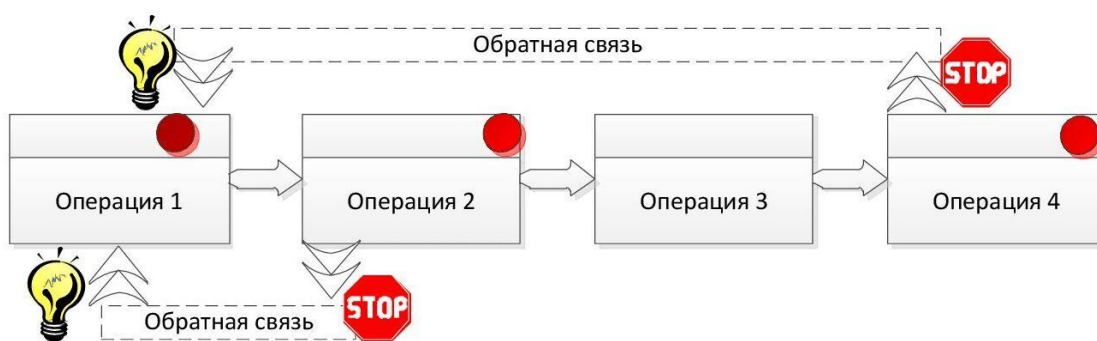 Обратная связь
STOP
Операция 1
Операция 2
Операция 3
Операция 4
STOP
Обратная связь